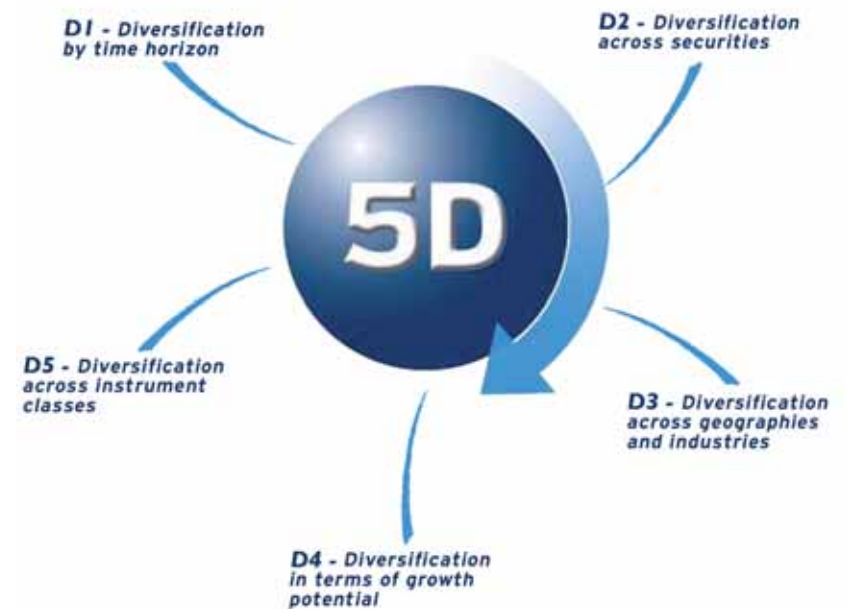 D1 - Diversification
by time horizon
D2 - Diversification
across securities
5D
D3 - Diversification
across geographies
and industries
D4 - Diversification
in terms of growth
potential
D5 - Diversification
across instrument
classes